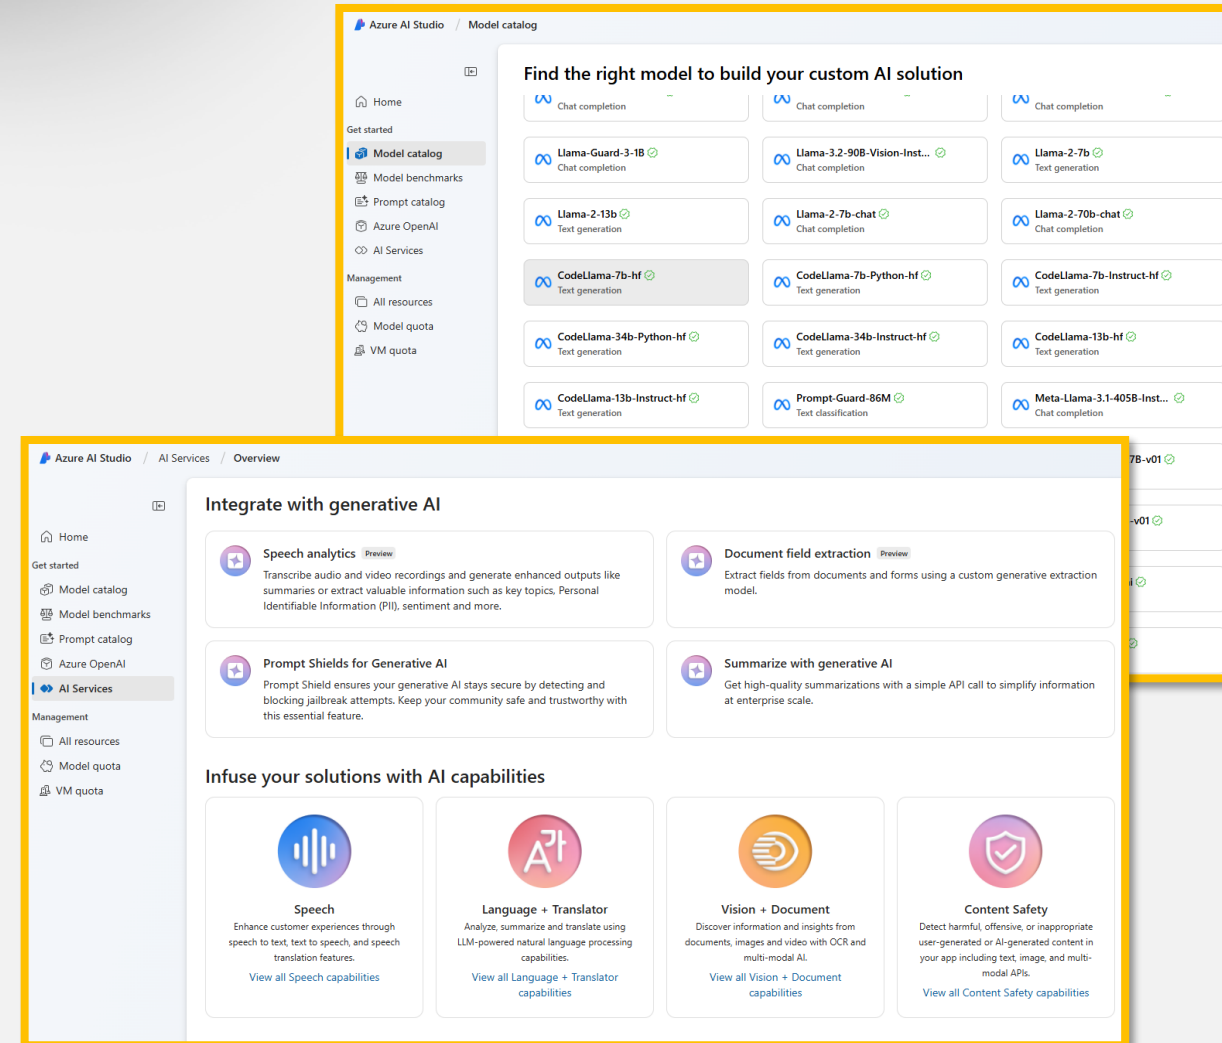 Azure AI Studio / Model catalog
Home
Get started
Model catalog
Model benchmarks
Prompt catalog
Azure OpenAI
AI Services
Management
All resources
Model quota
VM quota
Find the right model to build your custom AI solution
Chat completion
Chat completion
Chat completion
Llama-Guard-3-1B
Chat completion
Llama-3.2-90B-Vision-Inst...
Chat completion
Llama-2-7b
Text generation
Llama-2-13b
Text generation
Llama-2-7b-chat
Chat completion
Llama-2-70b-chat
Chat completion
CodeLlama-7b-hf
Text generation
CodeLlama-7b-Python-hf
Text generation
CodeLlama-7b-Instruct-hf
Text generation
CodeLlama-34b-Python-hf
Text generation
CodeLlama-34b-Instruct-hf
Text generation
CodeLlama-13b-hf
Text generation
CodeLlama-13b-Instruct-hf
Text generation
Prompt-Guard-86M
Text classification
Meta-Llama-3.1-405B-Inst...
Chat completion
7B-v01
-v01
Azure AI Studio / AI Services / Overview
Home
Get started
Model catalog
Model benchmarks
Prompt catalog
Azure OpenAI
AI Services
Management
All resources
Model quota
VM quota
Integrate with generative AI
Speech analytics Preview
Transcribe audio and video recordings and generate enhanced outputs like
summaries or extract valuable information such as key topics, Personal
Identifiable Information (PII), sentiment and more.
Document field extraction Preview
Extract fields from documents and forms using a custom generative extraction
model.
Prompt Shields for Generative AI
Prompt Shield ensures your generative AI stays secure by detecting and
blocking jailbreak attempts. Keep your community safe and trustworthy with
this essential feature.
Summarize with generative AI
Get high-quality summarizations with a simple API call to simplify information
at enterprise scale.
Infuse your solutions with AI capabilities
Speech
Enhance customer experiences through
speech to text, text to speech, and speech
translation features.
View all Speech capabilities
Language + Translator
Analyze, summarize and translate using
LLM-powered natural language processing
capabilities.
View all Language + Translator
capabilities
Vision + Document
Discover information and insights from
documents, images and video with OCR and
multi-modal AI.
View all Vision + Document
capabilities
Content Safety
Detect harmful, offensive, or inappropriate
user-generated or AI-generated content in
your app including text, image, and multi-
modal APIs.
View all Content Safety capabilities